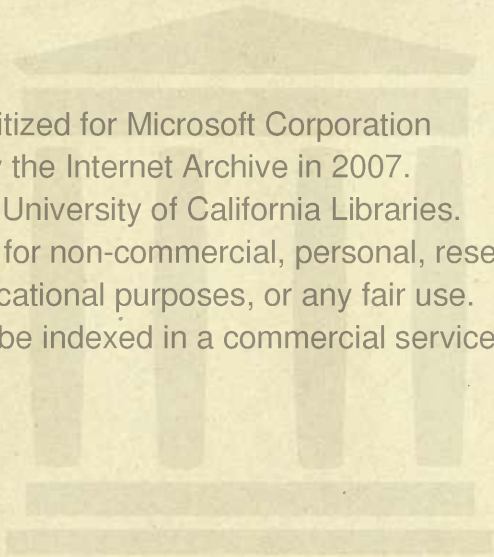 itized for Microsoft Corporation
the Internet Archive in 2007.
University of California Libraries.
for non-commercial, personal, rese
cational purposes, or any fair use.
be indexed in a commercial service